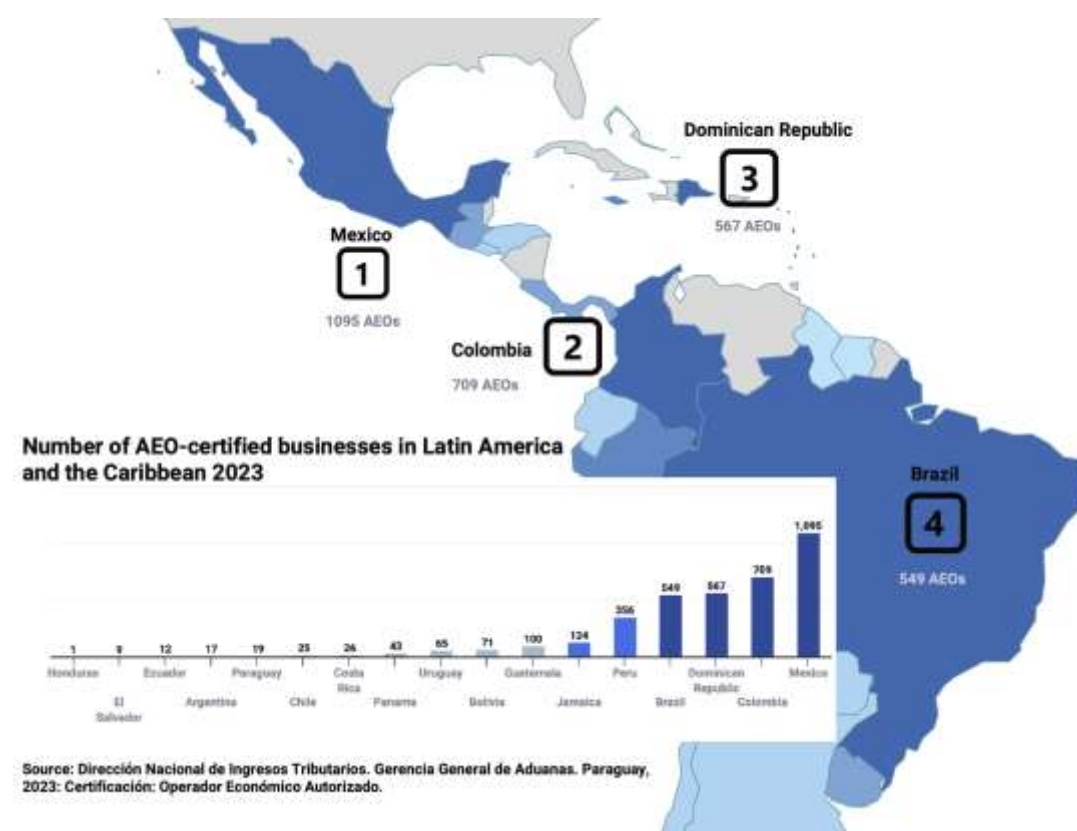 Dominican Republic
3
567 AEOs
Mexico
1
1095 AEOs
Colombia
2
709 AEOs
Number of AEO-certified businesses in Latin America
and the Caribbean 2023
Brazil
4
549 AEOs
1 9 12 17 19 25 26 43 65 71 100 124 356 549 567 709 1,095
Honduras
El
Salvador
Ecuador
Argentina
Paraguay
Chile
Costa
Rica
Panama
Uruguay
Bolivia
Guatemala
Jamaica
Peru
Brazil
Dominican
Republic
Colombia
Mexico
Source: Dirección Nacional de Ingresos Tributarios. Gerencia General de Aduanas. Paraguay,
2023: Certificación: Operador Económico Autorizado.